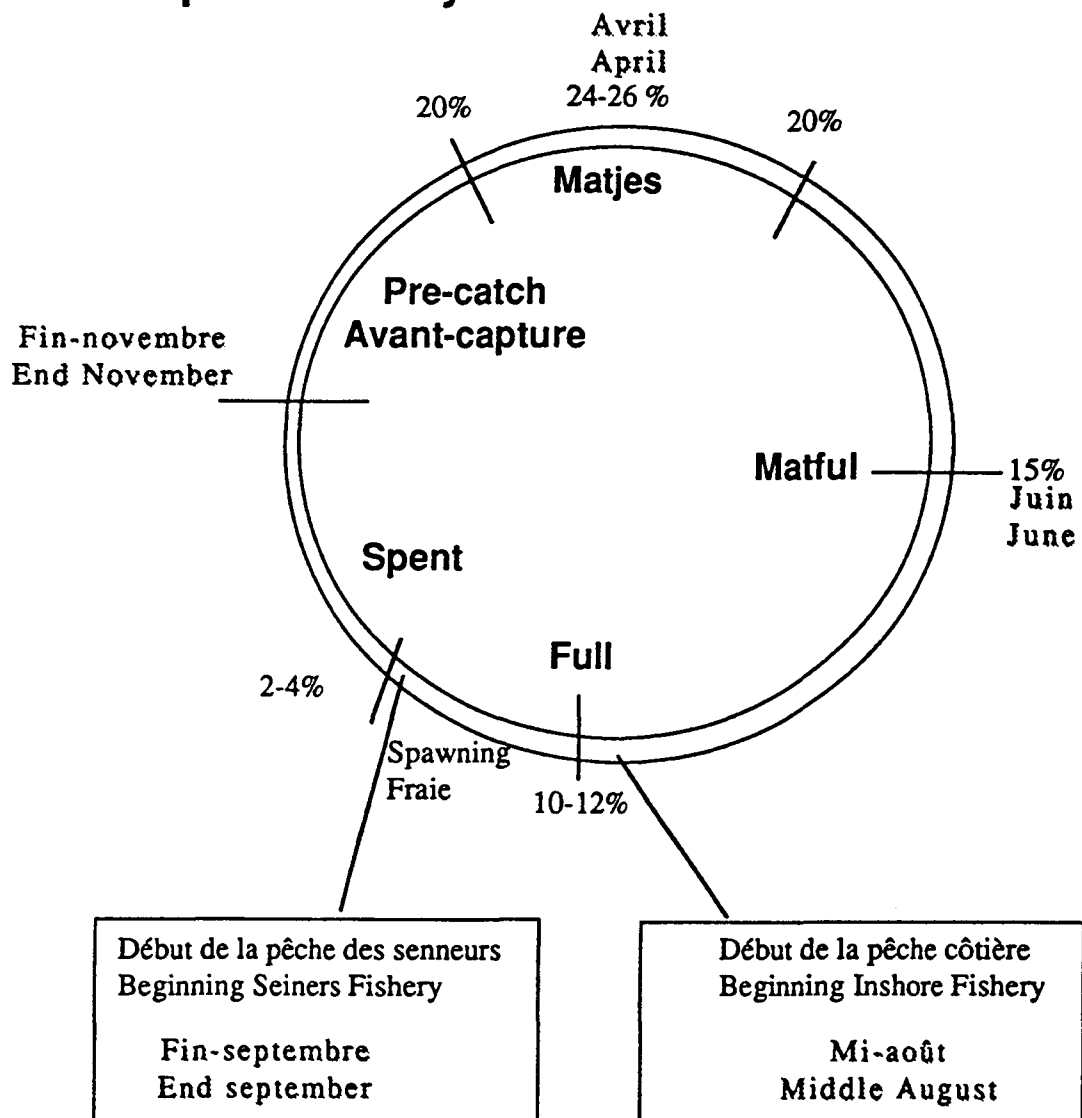 Avril
April
24-26 %
20%
20%
Matjes
Pre-catch
Avant-capture
Fin-novembre
End November
Matful
15%
Juin
June
Spent
Full
2-4%
Spawning
Fraie
10-12%
Début de la pêche des senneurs
Beginning Seiners Fishery
Fin-septembre
End september
Début de la pêche côtière
Beginning Inshore Fishery
Mi-août
Middle August